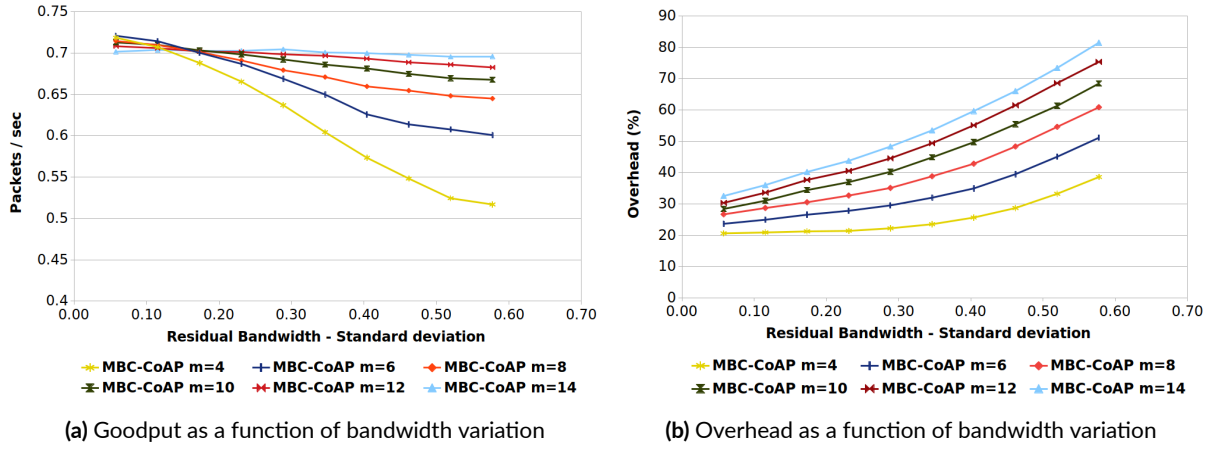 0.75
0.7
0.65
0.6
0.55
0.5
0.45
0.4
Packets / sec
0.00 0.10 0.20 0.30 0.40 0.50 0.60 0.70
Residual Bandwidth - Standard deviation
MBC-CoAP m=4 MBC-CoAP m=6 MBC-CoAP m=8
MBC-CoAP m=10 MBC-CoAP m=12 MBC-CoAP m=14
(a) Goodput as a function of bandwidth variation
90
80
70
60
50
40
30
20
10
0
Overhead (%)
0.00 0.10 0.20 0.30 0.40 0.50 0.60 0.70
Residual Bandwidth - Standard deviation
MBC-CoAP m=4 MBC-CoAP m=6 MBC-CoAP m=8
MBC-CoAP m=10 MBC-CoAP m=12 MBC-CoAP m=14
(b) Overhead as a function of bandwidth variation